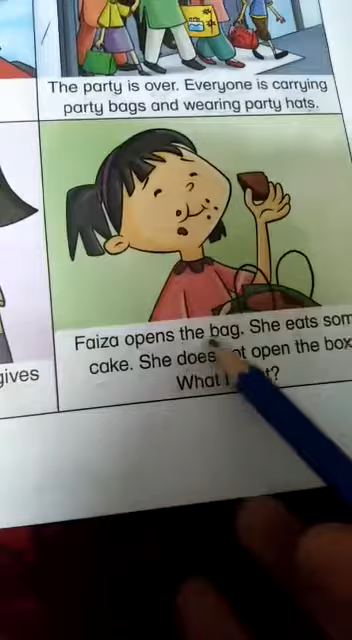 The party is over. Everyone is carrying
party bags and wearing party hats.
Faiza opens the bag. She eats som
cake. She does ot open the box
What
gives